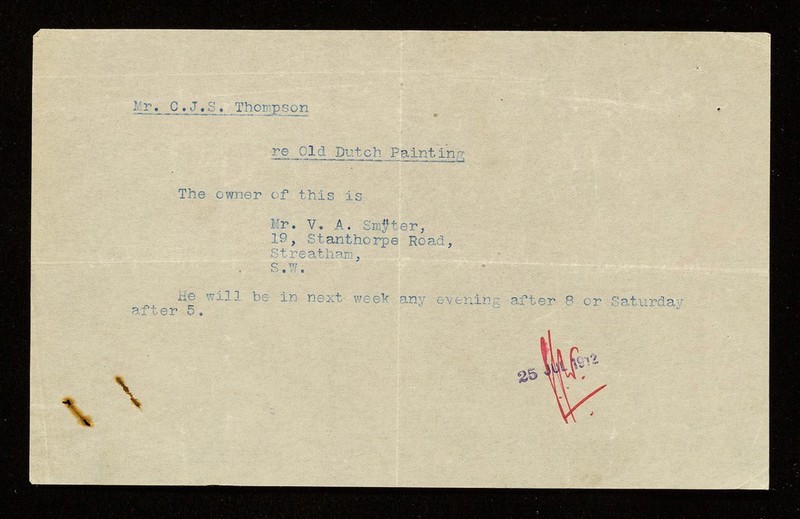 Mr. C.J.S. Thompson
re Old Dutch Painting
The owner of this is
Mr. V. A. Smÿter,
19, Stanthorpe Road,
Streatham,
S.W.
He will be in next week any evening after 8 or Saturday
after 5.
25 JUL 1912